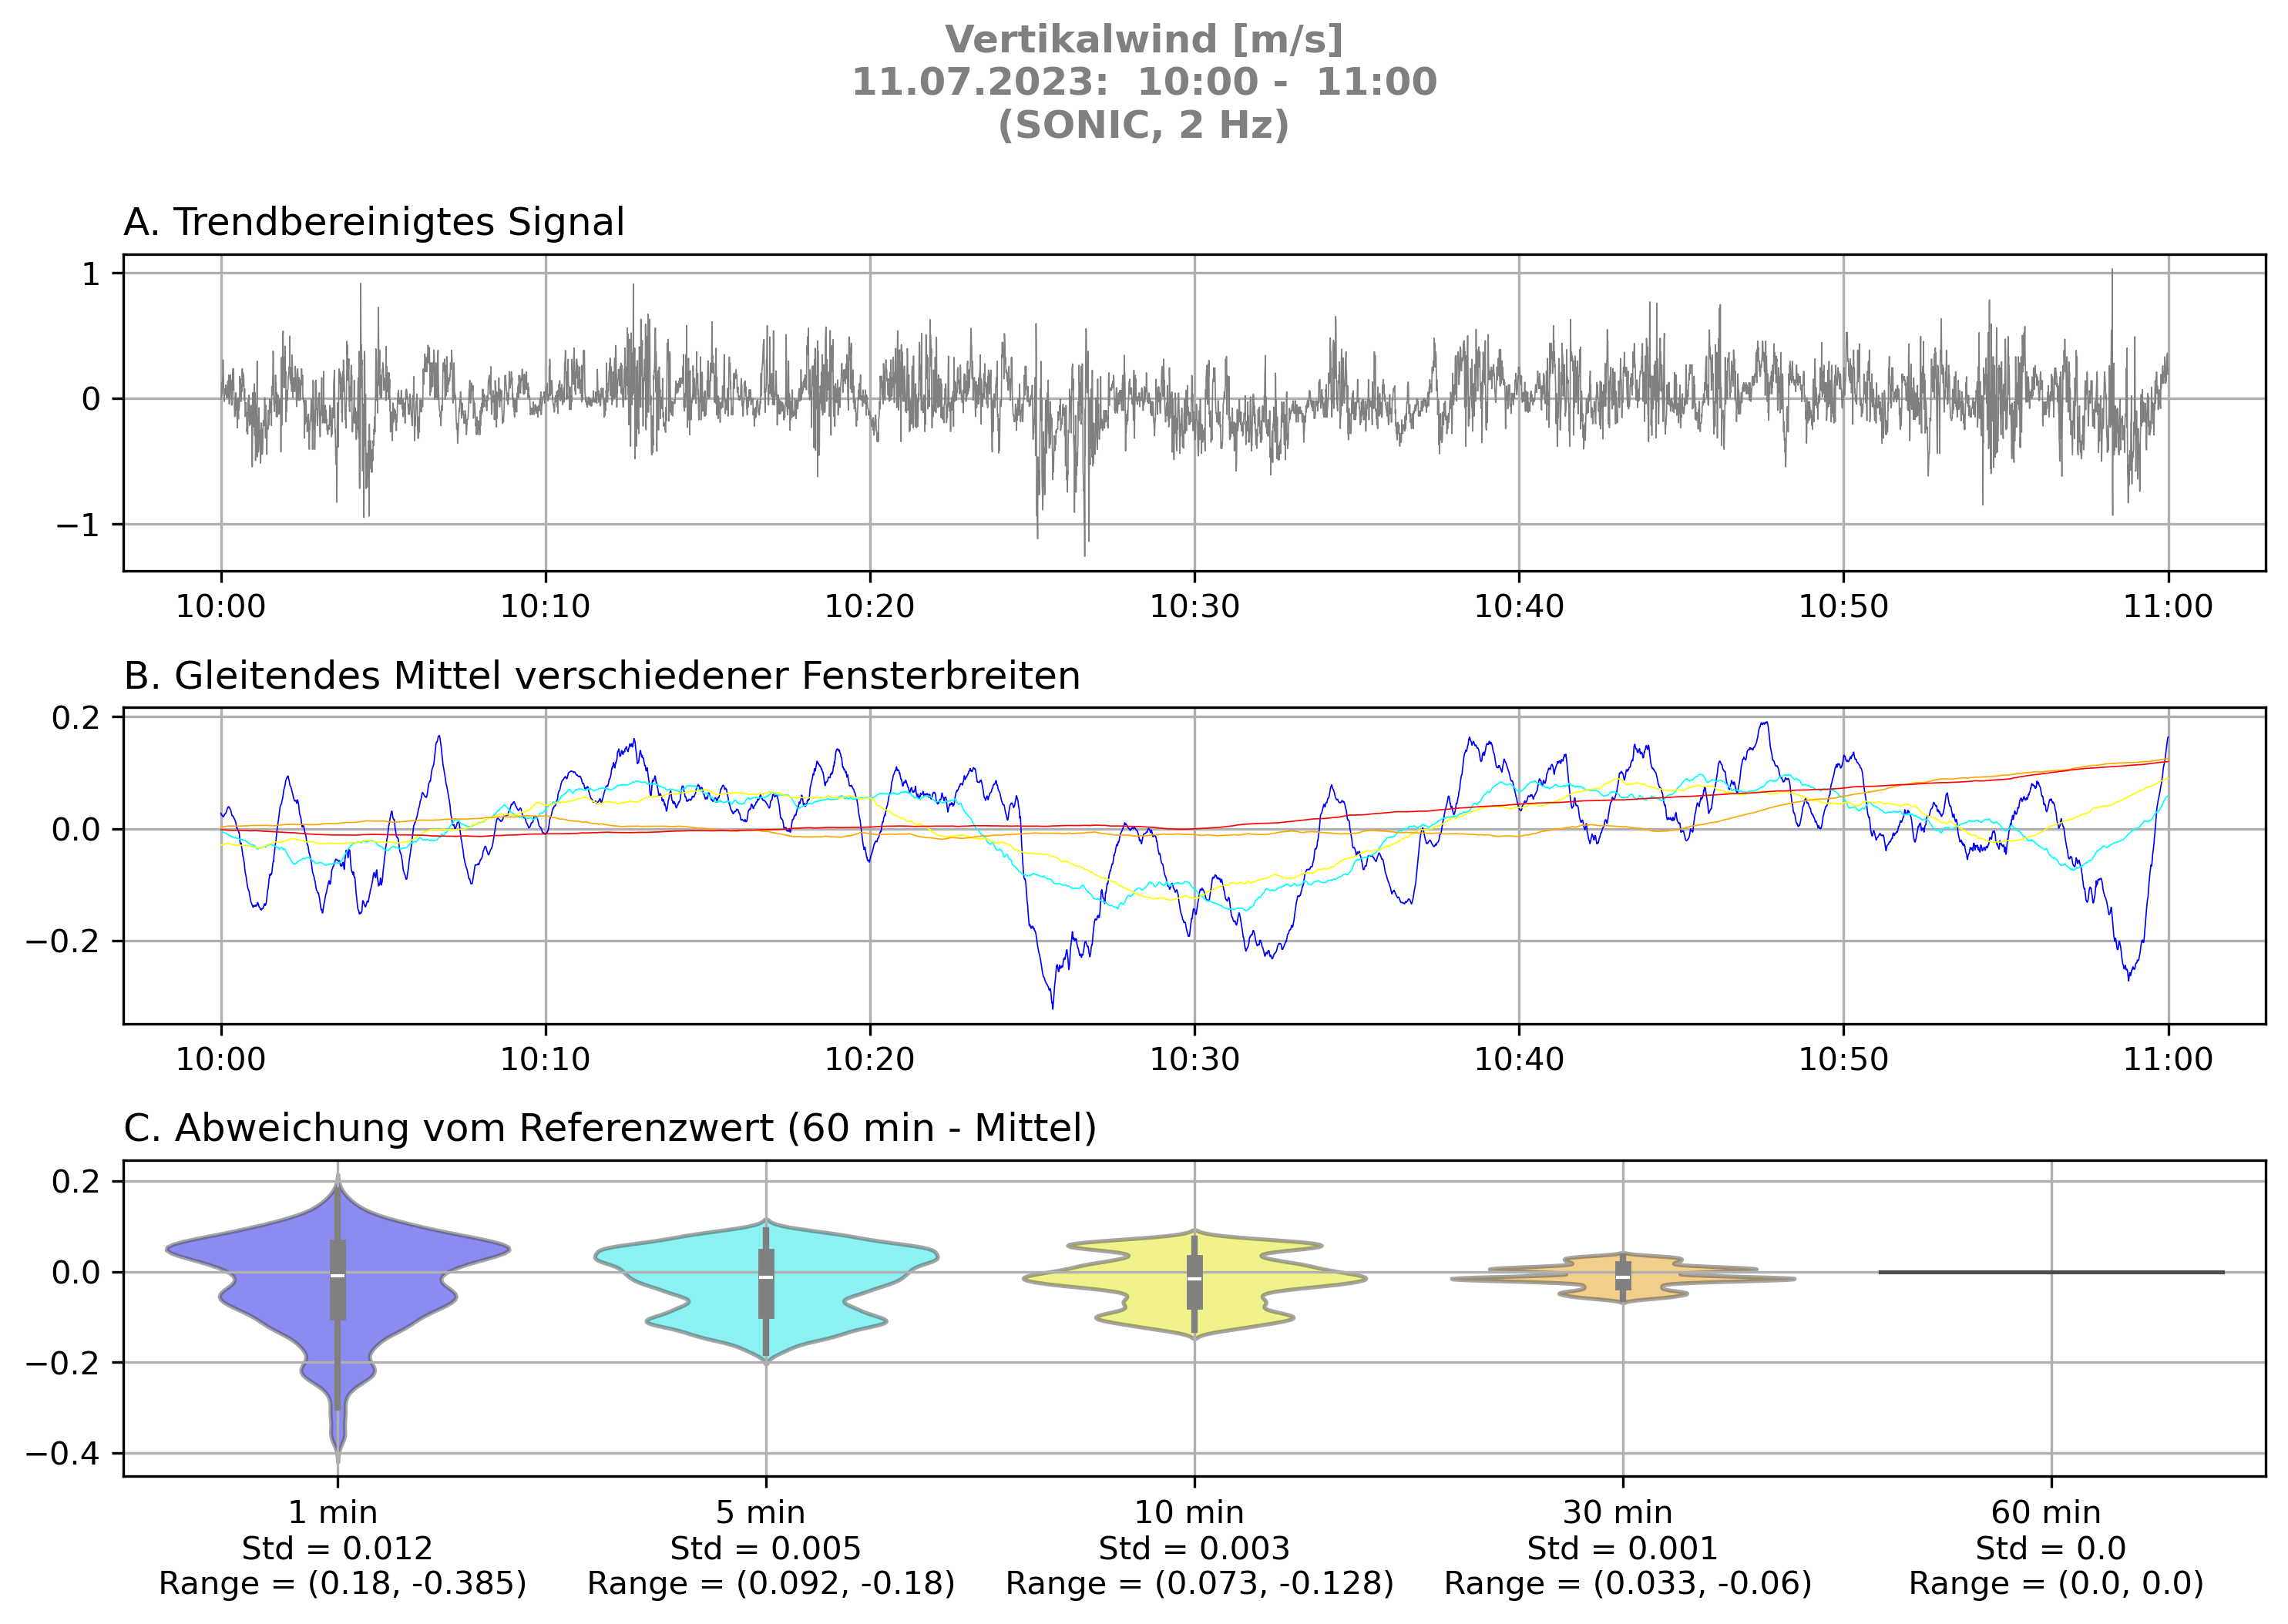 Vertikalwind [m/s]
11.07.2023:  10:00 -  11:00
(SONIC, 2 Hz)
A. Trendbereinigtes Signal
1
0
−1
10:00 10:10 10:20 10:30 10:40 10:50 11:00
B. Gleitendes Mittel verschiedener Fensterbreiten
0.2
0.0
−0.2
10:00 10:10 10:20 10:30 10:40 10:50 11:00
C. Abweichung vom Referenzwert (60 min - Mittel)
0.2
0.0
−0.2
−0.4
1 min 5 min 10 min 30 min 60 min
Std = 0.012 Std = 0.005 Std = 0.003 Std = 0.001 Std = 0.0
Range = (0.18, -0.385) Range = (0.092, -0.18) Range = (0.073, -0.128) Range = (0.033, -0.06) Range = (0.0, 0.0)